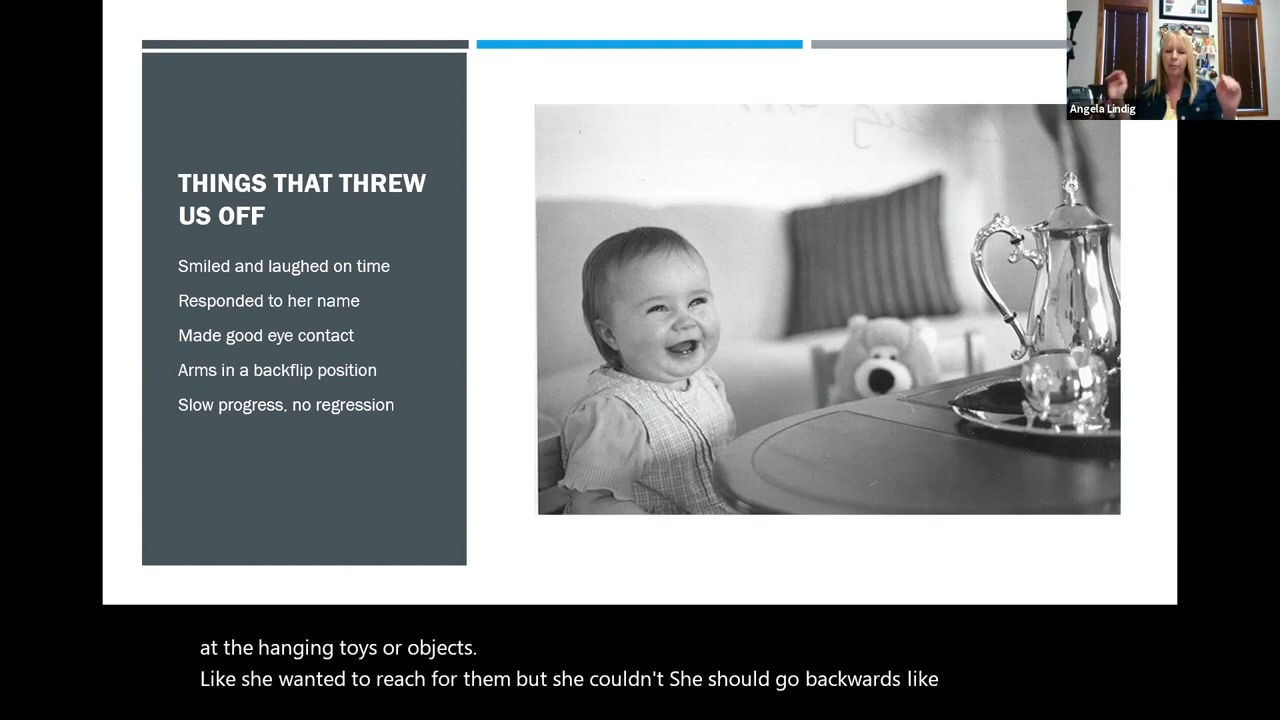 Angela Lindig
THINGS THAT THREW
US OFF
Smiled and laughed on time
Responded to her name
Made good eye contact
Arms in a backflip position
Slow progress, no regression
at the hanging toys or objects.
Like she wanted to reach for them but she couldn't She should go backwards like